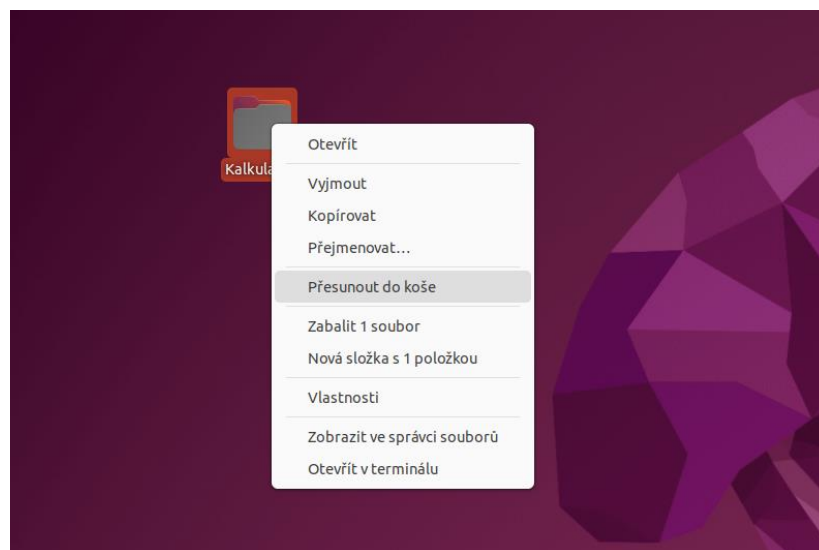 Kalkula
Otevřít
Vyjmout
Kopírovat
Přejmenovat...
Přesunout do koše
Zabalit 1 soubor
Nová složka s 1 položkou
Vlastnosti
Zobrazit ve správci souborů
Otevřít v terminálu